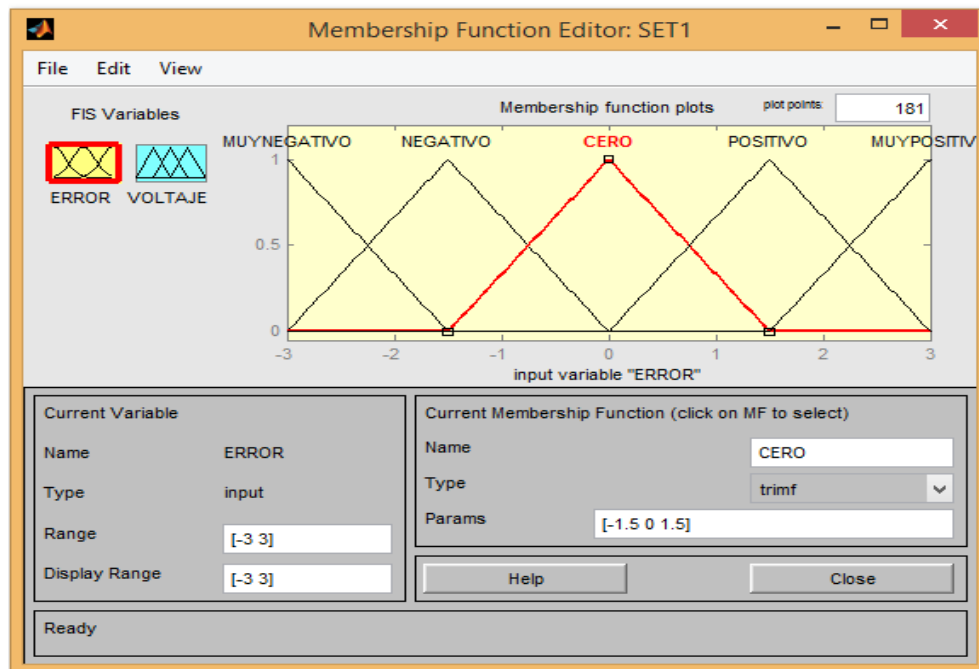 Membership Function Editor: SET1
File Edit View
FIS Variables
ERROR VOLTAJE
Membership function plots
plot points: 181
MUYNEGATIVO NEGATIVO CERO POSITIVO MUYPOSITIV
1
0.5
0
-3 -2 -1 0 1 2 3
input variable "ERROR"
Current Variable
Name ERROR
Type input
Range [-3 3]
Display Range [-3 3]
Current Membership Function (click on MF to select)
Name CERO
Type trimf
Params [-1.5 0 1.5]
Help Close
Ready